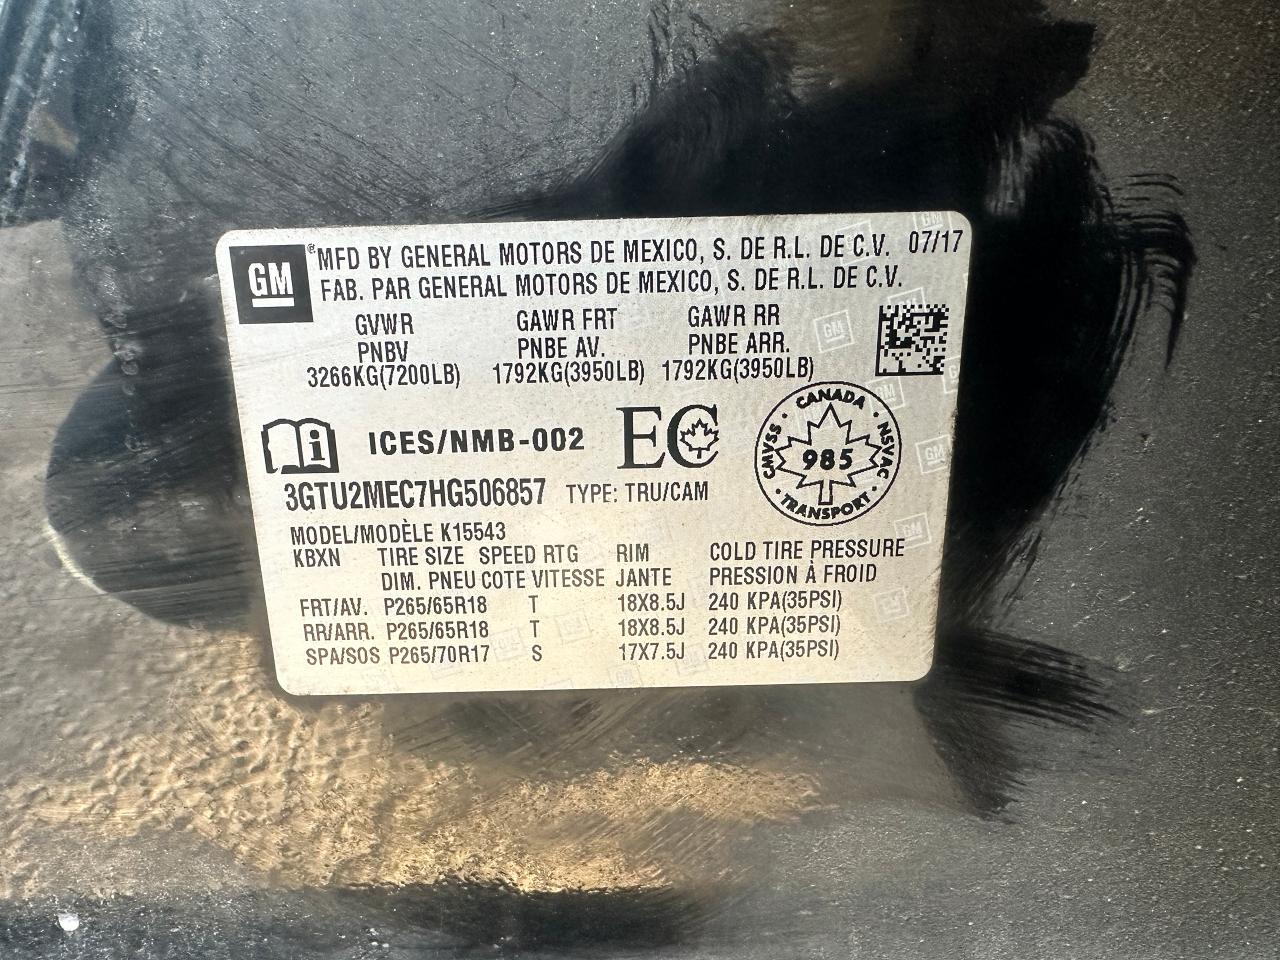 GM ® MFD BY GENERAL MOTORS DE MEXICO, S. DE R.L. DE C.V. 07/17
FAB. PAR GENERAL MOTORS DE MEXICO, S. DE R.L. DE C.V.
GVWR GAWR FRT GAWR RR
PNBV PNBE AV. PNBE ARR.
3266KG(7200LB) 1792KG(3950LB) 1792KG(3950LB)
i ICES/NMB-002 EC
CANADA
CMVSS 985 NSVAC
TRANSPORT
3GTU2MEC7HG506857 TYPE: TRU/CAM
MODEL/MODÈLE K15543
KBXN TIRE SIZE SPEED RTG RIM COLD TIRE PRESSURE
DIM. PNEU COTE VITESSE JANTE PRESSION À FROID
FRT/AV. P265/65R18 T 18X8.5J 240 KPA(35PSI)
RR/ARR. P265/65R18 T 18X8.5J 240 KPA(35PSI)
SPA/SOS P265/70R17 S 17X7.5J 240 KPA(35PSI)